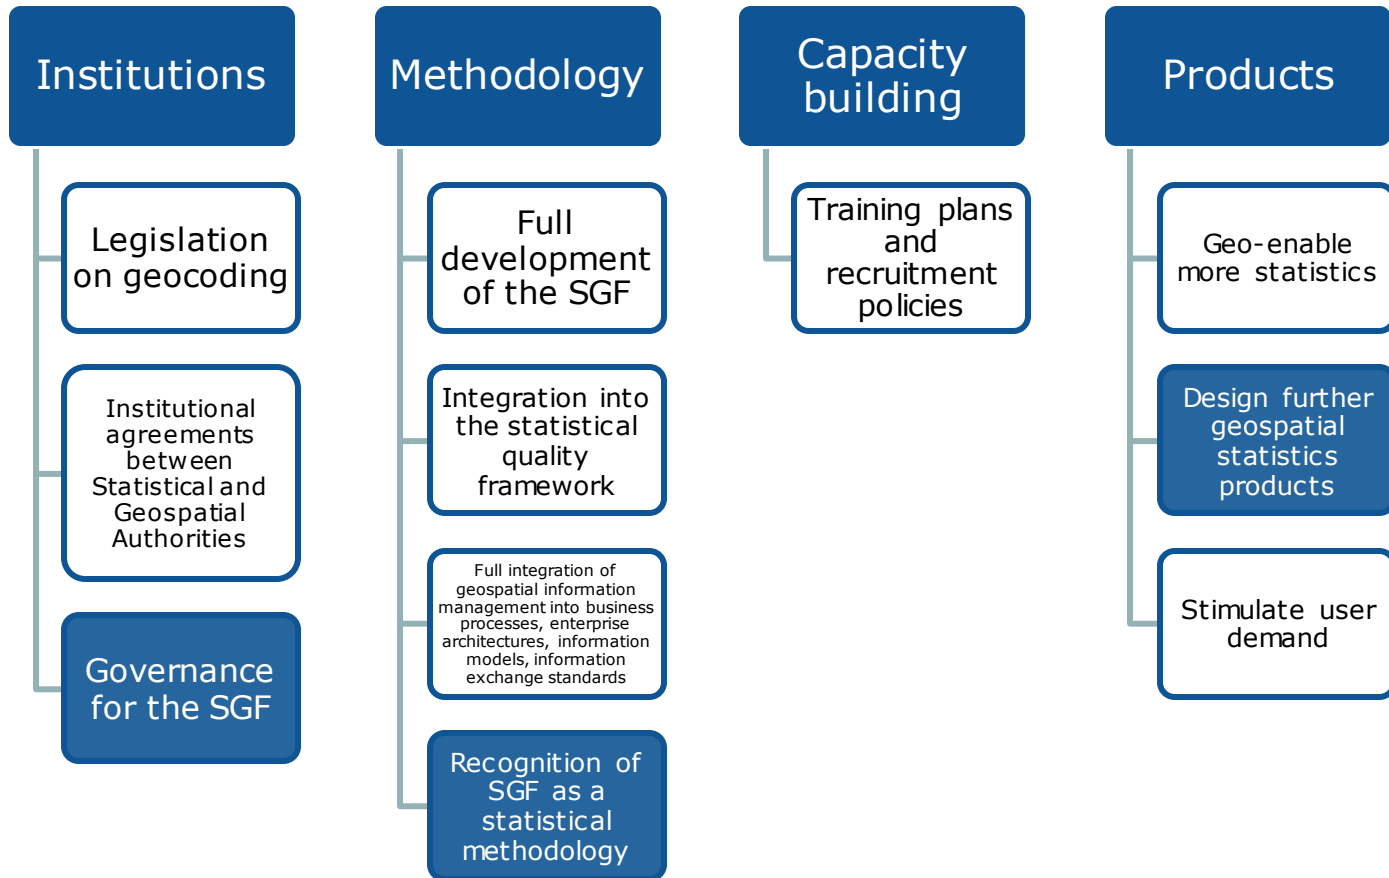 Institutions
Legislation
on geocoding
Institutional
agreements
between
Statistical and
Geospatial
Authorities
Governance
for the SGF
Methodology
Full
development
of the SGF
Integration into
the statistical
quality
framework
Full integration of
geospatial information
management into business
processes, enterprise
architectures, information
models, information
exchange standards
Recognition of
SGF as a
statistical
methodology
Capacity
building
Training plans
and
recruitment
policies
Products
Geo-enable
more statistics
Design further
geospatial
statistics
products
Stimulate user
demand